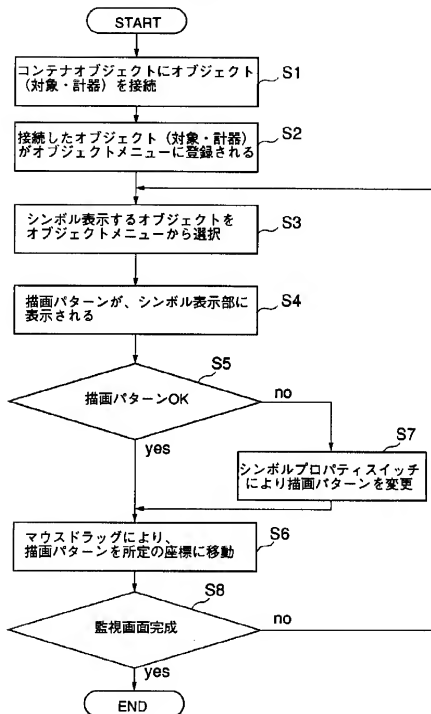 START
コンテナオブジェクトにオブジェクト
(対象・計器)を接続
S1
接続したオブジェクト(対象・計器)
がオブジェクトメニューに登録される
S2
シンボル表示するオブジェクトを
オブジェクトメニューから選択
S3
描画パターンが、シンボル表示部に
表示される
S4
S5
描画パターンOK
no
yes
S7
シンボルプロパティスイッチ
により描画パターンを変更
マウスドラッグにより、
描画パターンを所定の座標に移動
S6
S8
監視画面完成
no
yes
END